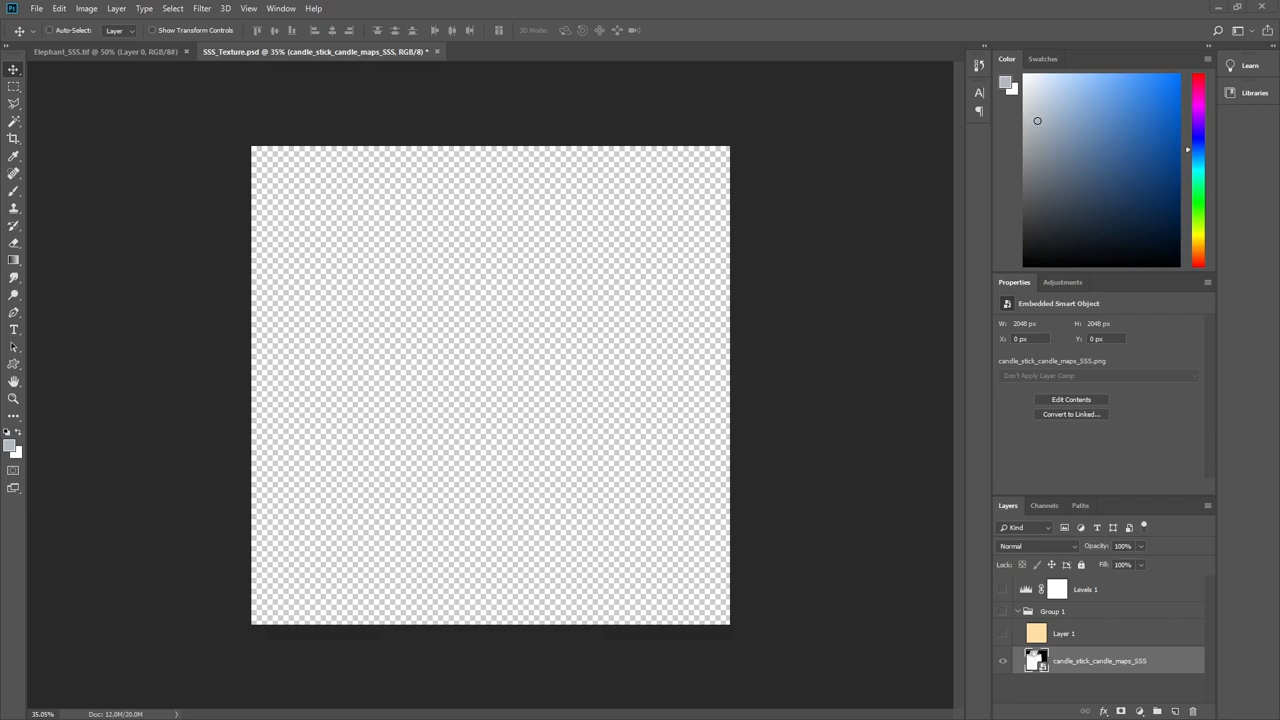 Ps File Edit Image Layer Type Select Filter 3D View Window Help
Auto-Select: Layer Show Transform Controls 3D Mode:
Elephant_SSS.tif @ 50% (Layer 0, RGB/8#) × SSS_Texture.psd @ 35% (candle_stick_candle_maps_SSS, RGB/8) * ×
Color Swatches
Learn
Libraries
Properties Adjustments
Embedded Smart Object
W: 2048 px H: 2048 px
X: 0 px Y: 0 px
candle_stick_candle_maps_SSS.png
Don't Apply Layer Comp
Edit Contents
Convert to Linked...
Layers Channels Paths
Kind
Normal Opacity: 100%
Lock: Fill: 100%
Levels 1
Group 1
Layer 1
candle_stick_candle_maps_SSS
35.05% Doc: 12.0M/20.0M